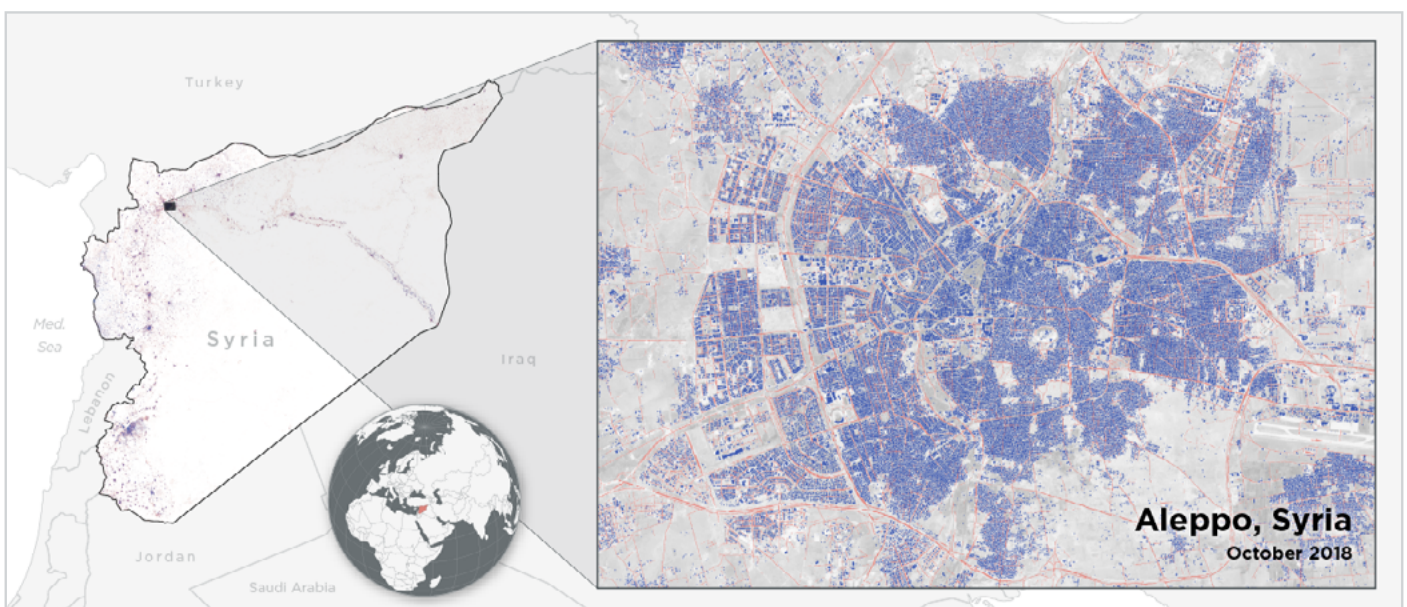 Turkey
Med.
Sea
Syria
Lebanon
Iraq
Jordan
Saudi Arabia
Aleppo, Syria
October 2018